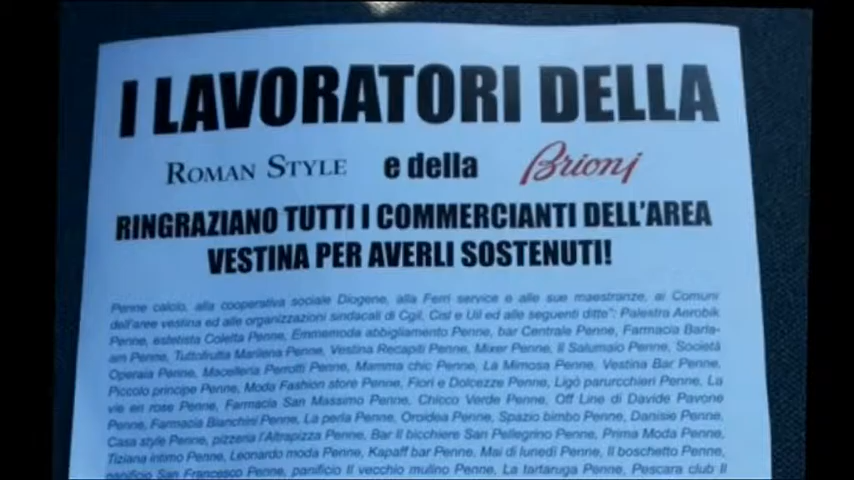 I LAVORATORI DELLA
ROMAN STYLE e della Brioni
RINGRAZIANO TUTTI I COMMERCIANTI DELL'AREA
VESTINA PER AVERLI SOSTENUTI!
Penne calcio, alla cooperativa sociale Diogene, alla Ferri service e alle sue maestranze, ai Comuni
dell'aree vestina ed alle organizzazioni sindacali di Cgil, Cisl e Uil ed alle seguenti ditte": Palestra Aerobik
Penne, estetista Coletta Penne, Emmemoda abbigliamento Penne, bar Centrale Penne, Farmacia Barla-
am Penne, Tuttofrutta Marilena Penne, Vestina Recapiti Penne, Mixer Penne, Il Salumaio Penne, Società
Operaia Penne, Macelleria Perrotti Penne, Mamma chic Penne, La Mimosa Penne, Vestina Bar Penne,
Piccolo principe Penne, Moda Fashion store Penne, Fiori e Dolcezze Penne, Ligò parurcchieri Penne, La
vie en rose Penne, Farmacia San Massimo Penne, Chicco Verde Penne, Off Line di Davide Pavone
Penne, Farmacia Bianchini Penne, La perla Penne, Oroidea Penne, Spazio bimbo Penne, Danisie Penne,
Casa style Penne, pizzeria l'Altrapizza Penne, Bar Il bicchiere San Pellegrino Penne, Prima Moda Penne,
Tiziana intimo Penne, Leonardo moda Penne, Kapaff bar Penne, Mai di lunedì Penne, Il boschetto Penne,
panificio San Francesco Penne, panificio Il vecchio mulino Penne, La tartaruga Penne, Pescara club Il